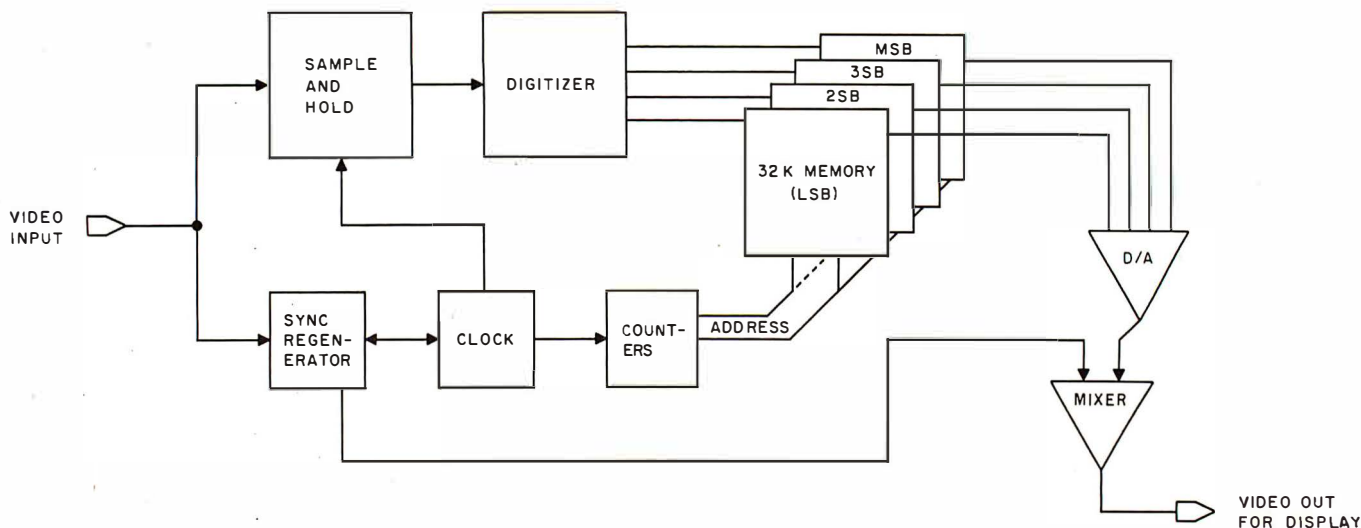 SAMPLE
AND
HOLD
DIGITIZER
MSB
3SB
2SB
32K MEMORY
(LSB)
VIDEO
INPUT
D/A
SYNC
REGEN-
ERATOR
CLOCK
COUNT-
ERS
ADDRESS
MIXER
VIDEO OUT
FOR DISPLAY